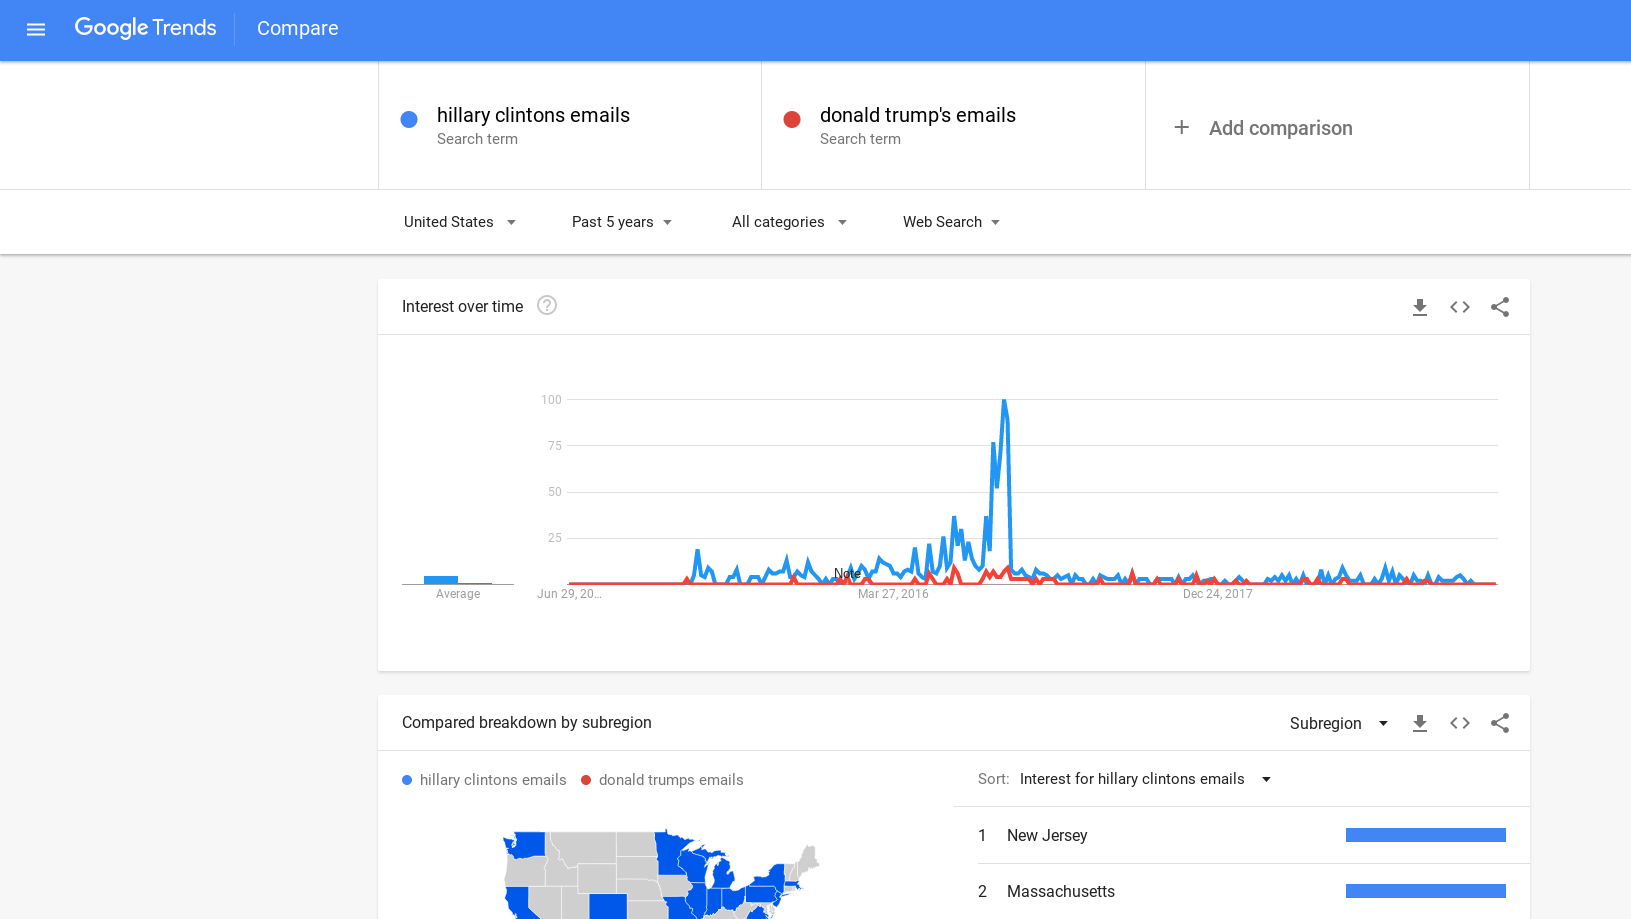 Google Trends Compare
hillary clintons emails
Search term
donald trump's emails
Search term
+ Add comparison
United States
Past 5 years
All categories
Web Search
Interest over time ?
100
75
50
25
Note
Average
Jun 29, 20...
Mar 27, 2016
Dec 24, 2017
Compared breakdown by subregion
Subregion
hillary clintons emails
donald trumps emails
Sort: Interest for hillary clintons emails
1 New Jersey
2 Massachusetts